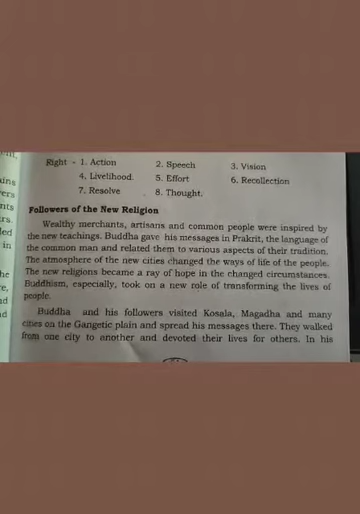 Right - 1. Action 2. Speech 3. Vision
4. Livelihood. 5. Effort 6. Recollection
7. Resolve 8. Thought.
Followers of the New Religion
Wealthy merchants, artisans and common people were inspired by
the new teachings. Buddha gave his messages in Prakrit, the language of
the common man and related them to various aspects of their tradition.
The atmosphere of the new cities changed the ways of life of the people.
The new religions became a ray of hope in the changed circumstances.
Buddhism, especially, took on a new role of transforming the lives of
people.
Buddha and his followers visited Kosala, Magadha and many
cities on the Gangetic plain and spread his messages there. They walked
from one city to another and devoted their lives for others. In his